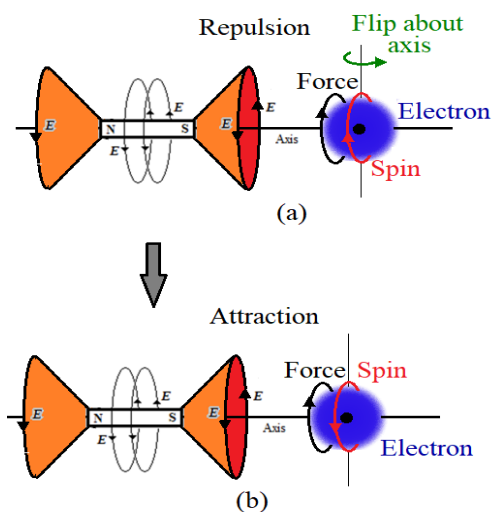 Repulsion
Flip about
axis
Force
Electron
E
E
E
E
N
S
E
Axis
Spin
(a)
Attraction
Force
Spin
E
E
E
E
N
S
E
Axis
Electron
(b)